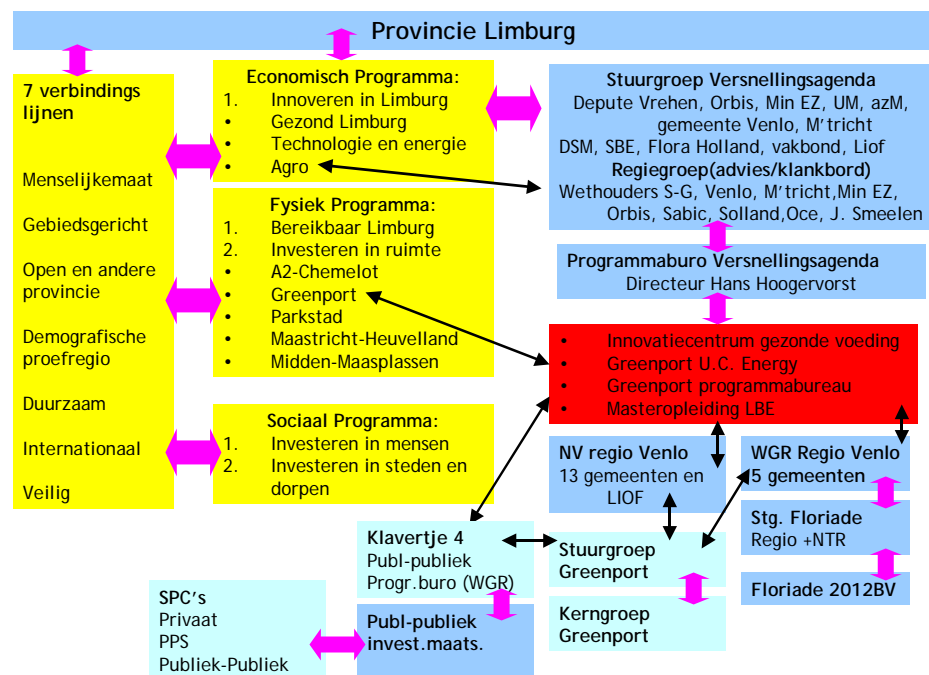 Provincie Limburg
7 verbindings
lijnen
Menselijkemaat
Gebiedsgericht
Open en andere
provincie
Demografische
proefregio
Duurzaam
Internationaal
Veilig
Economisch Programma:
1. Innoveren in Limburg
• Gezond Limburg
• Technologie en energie
• Agro
Fysiek Programma:
1. Bereikbaar Limburg
2. Investeren in ruimte
• A2-Chemelot
• Greenport
• Parkstad
• Maastricht-Heuvelland
• Midden-Maasplassen
Sociaal Programma:
1. Investeren in mensen
2. Investeren in steden en
dorpen
Stuurgroep Versnellingsagenda
Depute Vrehen, Orbis, Min EZ, UM, azM,
gemeente Venlo, M'tricht
DSM, SBE, Flora Holland, vakbond, Liof
Regiegroep(advies/klankbord)
Wethouders S-G, Venlo, M'tricht,Min EZ,
Orbis, Sabic, Solland,Oce, J. Smeelen
Programmaburo Versnellingsagenda
Directeur Hans Hoogervorst
• Innovatiecentrum gezonde voeding
• Greenport U.C. Energy
• Greenport programmabureau
• Masteropleiding LBE
NV regio Venlo
13 gemeenten en
LIOF
WGR Regio Venlo
5 gemeenten
Stg. Floriade
Regio +NTR
Floriade 2012BV
Klavertje 4
Publ-publiek
Progr.buro (WGR)
Stuurgroep
Greenport
Kerngroep
Greenport
SPC's
Privaat
PPS
Publiek-Publiek
Publ-publiek
invest.maats.